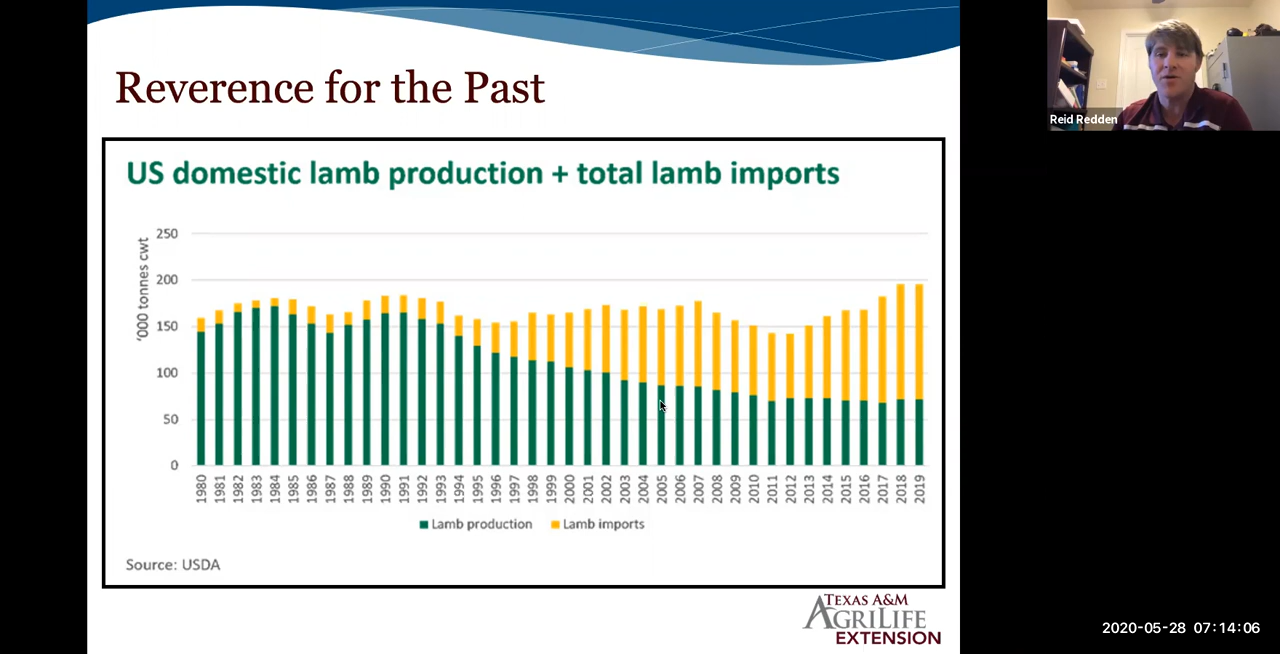 Reverence for the Past
Reid Redden
US domestic lamb production + total lamb imports
'000 tonnes cwt
250
200
150
100
50
0
1980 1981 1982 1983 1984 1985 1986 1987 1988 1989 1990 1991 1992 1993 1994 1995 1996 1997 1998 1999 2000 2001 2002 2003 2004 2005 2006 2007 2008 2009 2010 2011 2012 2013 2014 2015 2016 2017 2018 2019
Lamb production Lamb imports
Source: USDA
TEXAS A&M
AGRILIFE
EXTENSION
2020-05-28 07:14:06